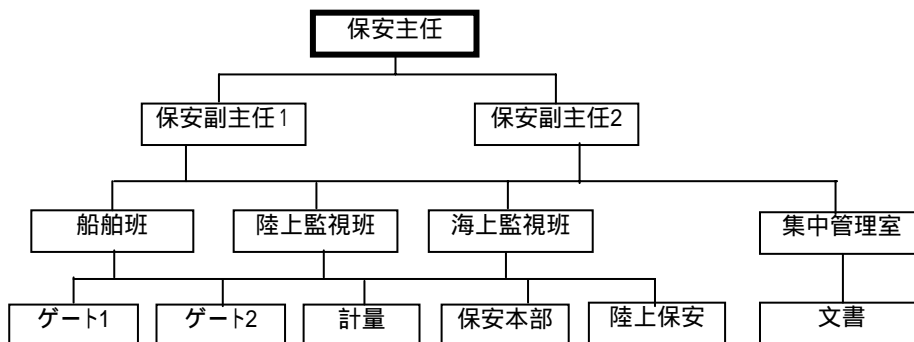 保安主任
保安副主任1
保安副主任2
船舶班
陸上監視班
海上監視班
集中管理室
ゲート1
ゲート2
計量
保安本部
陸上保安
文書